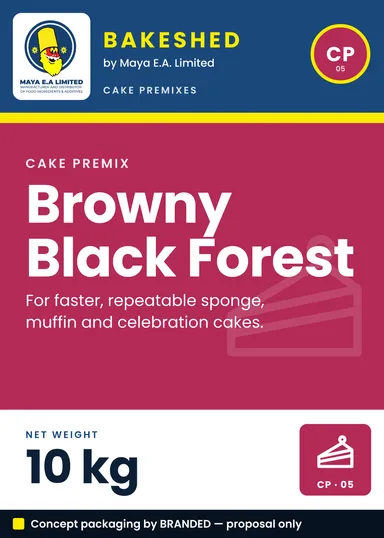 MAYA E.A LIMITED
MANUFACTURER AND DISTRIBUTOR
OF FOOD INGREDIENTS & ADDITIVES
BAKESHED
by Maya E.A. Limited
CAKE PREMIXES
CP
05
CAKE PREMIX
Browny
Black Forest
For faster, repeatable sponge,
muffin and celebration cakes.
NET WEIGHT
10 kg
CP · 05
Concept packaging by BRANDED — proposal only